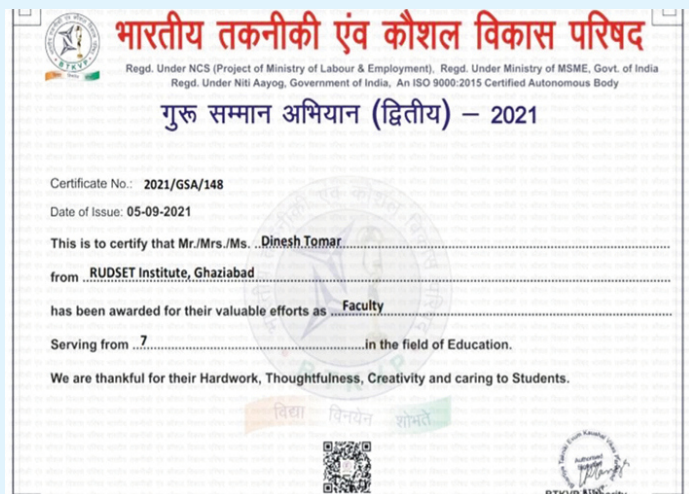 भारतीय तकनीकी एंव कौशल विकास परिषद
Regd. Under NCS (Project of Ministry of Labour & Employment), Regd. Under Ministry of MSME, Govt. of India
Regd. Under Niti Aayog, Government of India, An ISO 9000:2015 Certified Autonomous Body
गुरू सम्मान अभियान (द्वितीय) – 2021
Certificate No.: 2021/GSA/148
Date of Issue: 05-09-2021
This is to certify that Mr./Mrs./Ms. Dinesh Tomar
from RUDSET Institute, Ghaziabad
has been awarded for their valuable efforts as Faculty
Serving from 7 in the field of Education.
We are thankful for their Hardwork, Thoughtfulness, Creativity and caring to Students.
BTKVP
विद्या विनयेन शोभते
Authorised